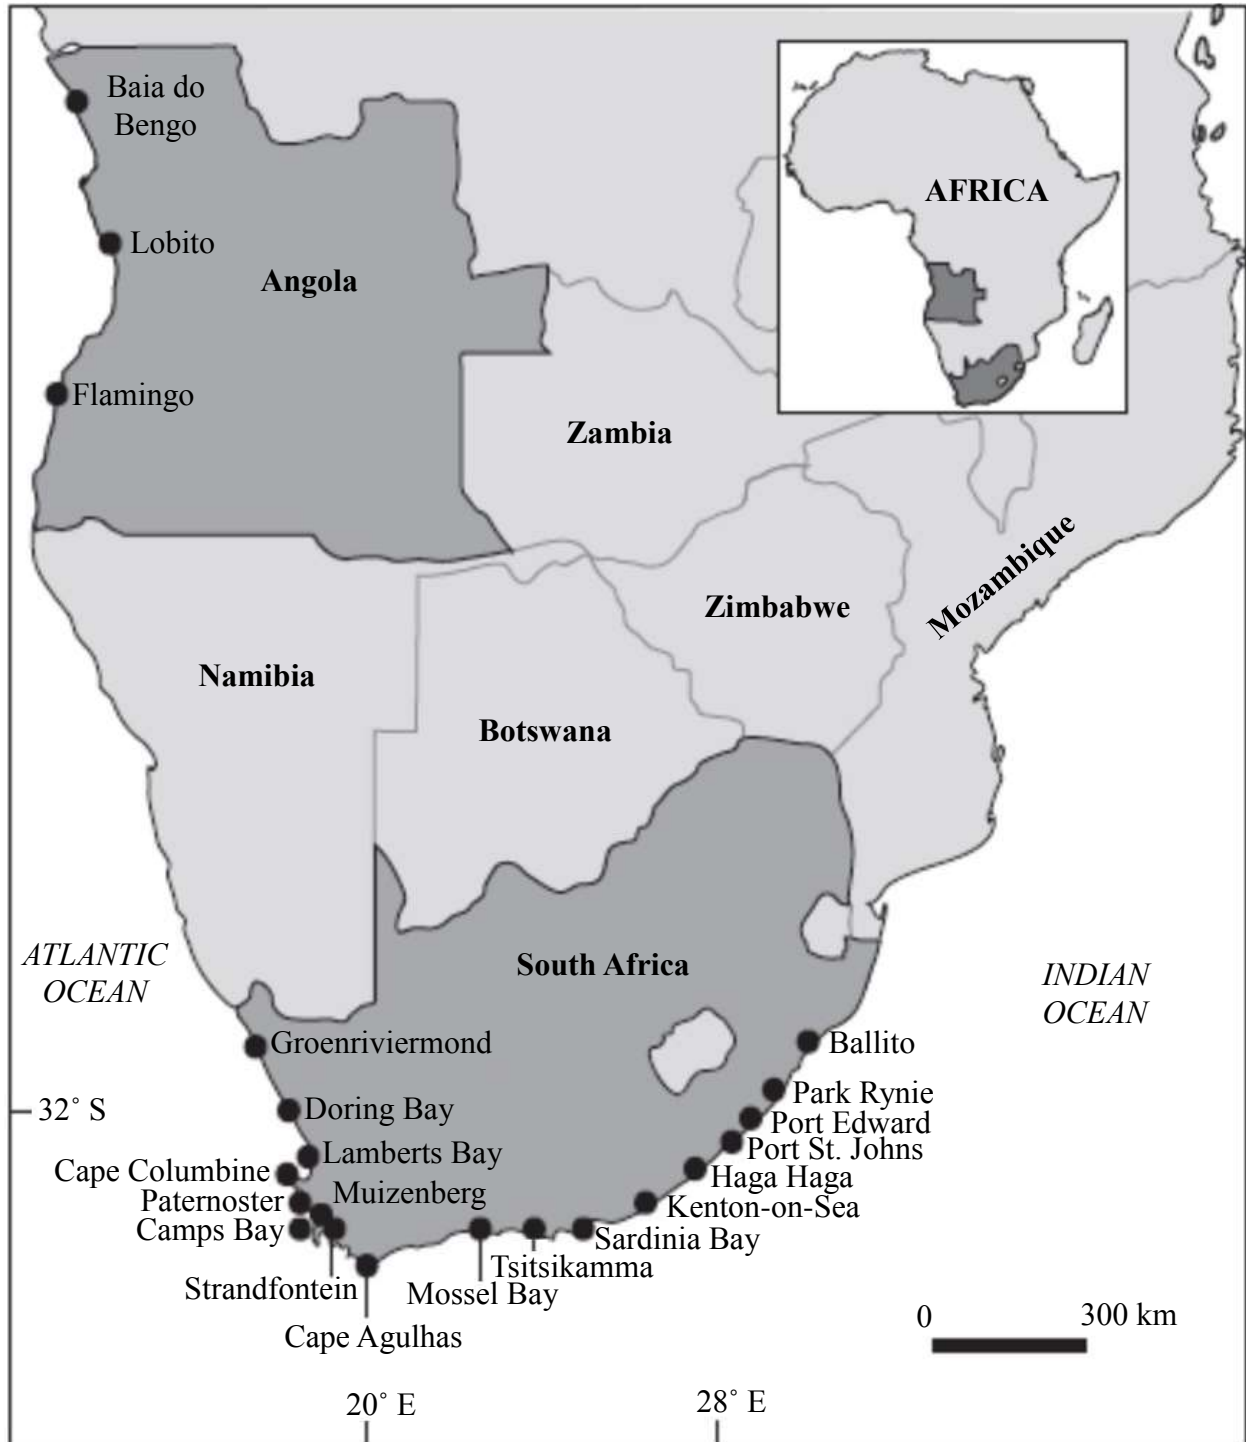 Baia do
Bengo
AFRICA
Lobito
Angola
Flamingo
Zambia
Mozambique
Zimbabwe
Namibia
Botswana
ATLANTIC
OCEAN
South Africa
INDIAN
OCEAN
Groenriviermond
Ballito
Park Rynie
32˚ S
Doring Bay
Port Edward
Port St. Johns
Lamberts Bay
Cape Columbine
Haga Haga
Muizenberg
Paternoster
Kenton-on-Sea
Camps Bay
Sardinia Bay
Tsitsikamma
Strandfontein
Mossel Bay
Cape Agulhas
0 300 km
20˚ E
28˚ E